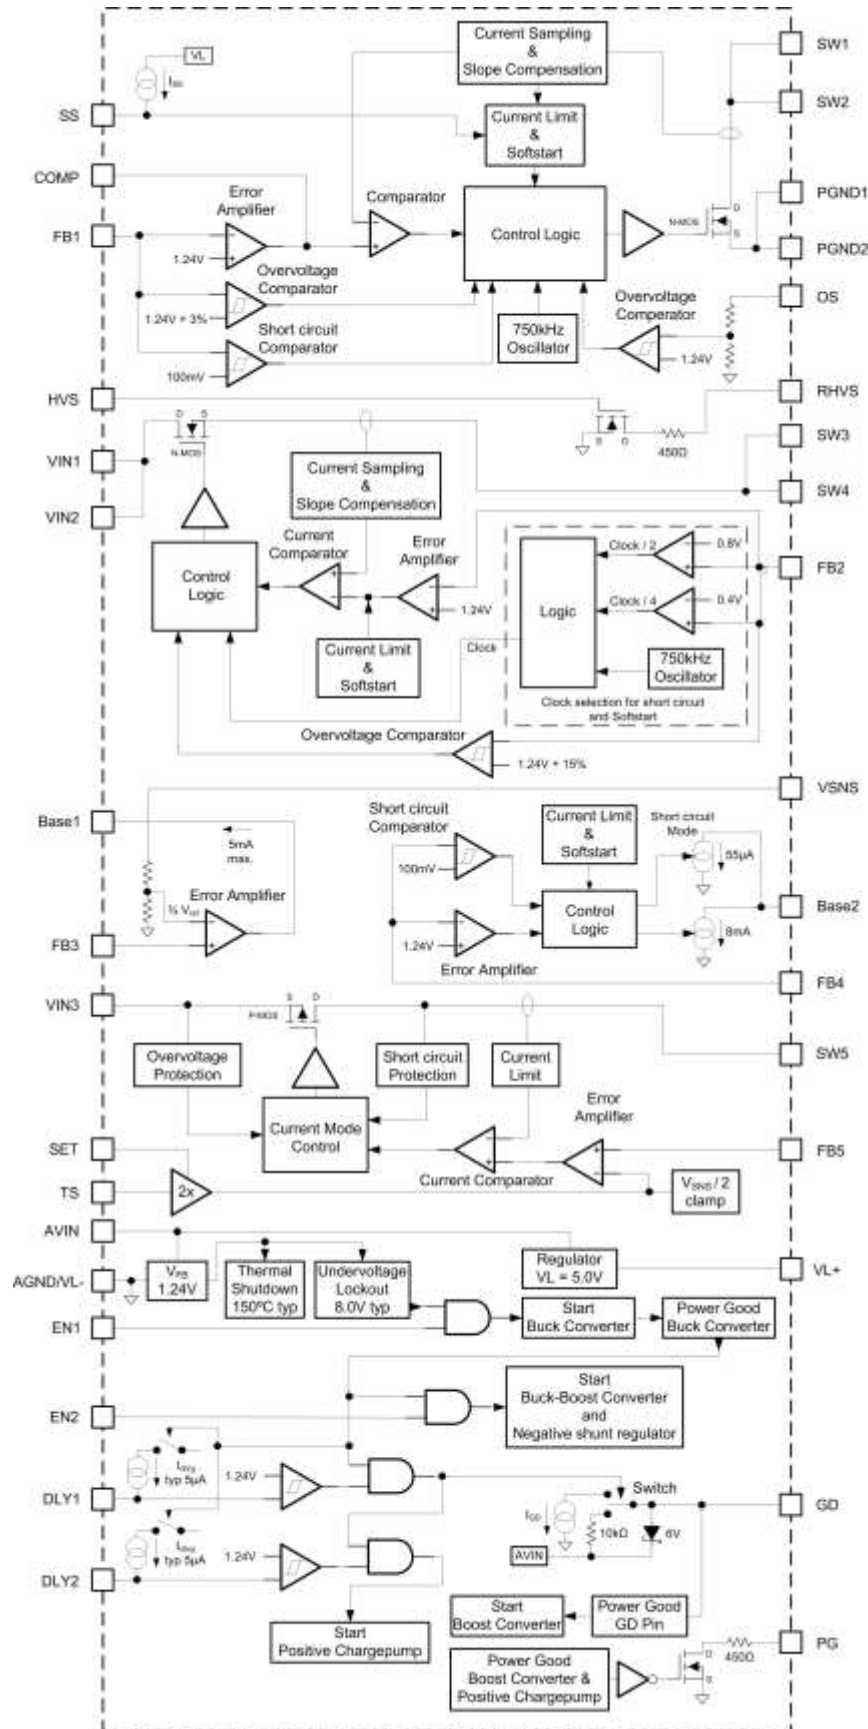 Current Sampling
&
Slope Compensation
SW1
VL
SW2
SS
Current Limit
&
Softstart
COMP
PGND1
Error
Amplifier
Comparator
D
N-MOS
S
FB1
Control Logic
PGND2
1.24V
Overvoltage
Comparator
Overvoltage
Comperator
OS
1.24V + 3%
Short circuit
Comparator
750kHz
Oscillator
1.24V
100mV
HVS
RHVS
D S
S D
450Ω
SW3
VIN1
N-MOS
Current Sampling
&
Slope Compensation
SW4
VIN2
Current
Comparator
Error
Amplifier
Clock / 2
0.8V
FB2
Control
Logic
Logic
Clock / 4
0.4V
1.24V
Current Limit
&
Softstart
Clock
750kHz
Oscillator
Clock selection for short circuit
and Softstart
Overvoltage Comparator
1.24V + 15%
VSNS
Base1
5mA
max.
Short circuit
Comparator
Current Limit
&
Softstart
Short circuit
Mode
55µA
100mV
Error Amplifier
Control
Logic
Base2
8mA
FB3
1.24V
Error Amplifier
FB4
VIN3
S D
P-MOS
Overvoltage
Protection
Short circuit
Protection
Current
Limit
SW5
Error
Amplifier
Current Mode
Control
SET
FB5
Current Comparator
TS
2x
VSNS / 2
clamp
AVIN
VFB
1.24V
Thermal
Shutdown
150ºC typ
Undervoltage
Lockout
8.0V typ
Regulator
VL = 5.0V
VL+
AGND/VL-
EN1
Start
Buck Converter
Power Good
Buck Converter
Start
Buck-Boost Converter
and
Negative shunt regulator
EN2
typ 5µA
1.24V
Switch
DLY1
GD
10kΩ
6V
typ 5µA
1.24V
AVIN
DLY2
Start
Positive Chargepump
Start
Boost Converter
Power Good
GD Pin
PG
D
450Ω
S
Power Good
Boost Converter &
Positive Chargepump